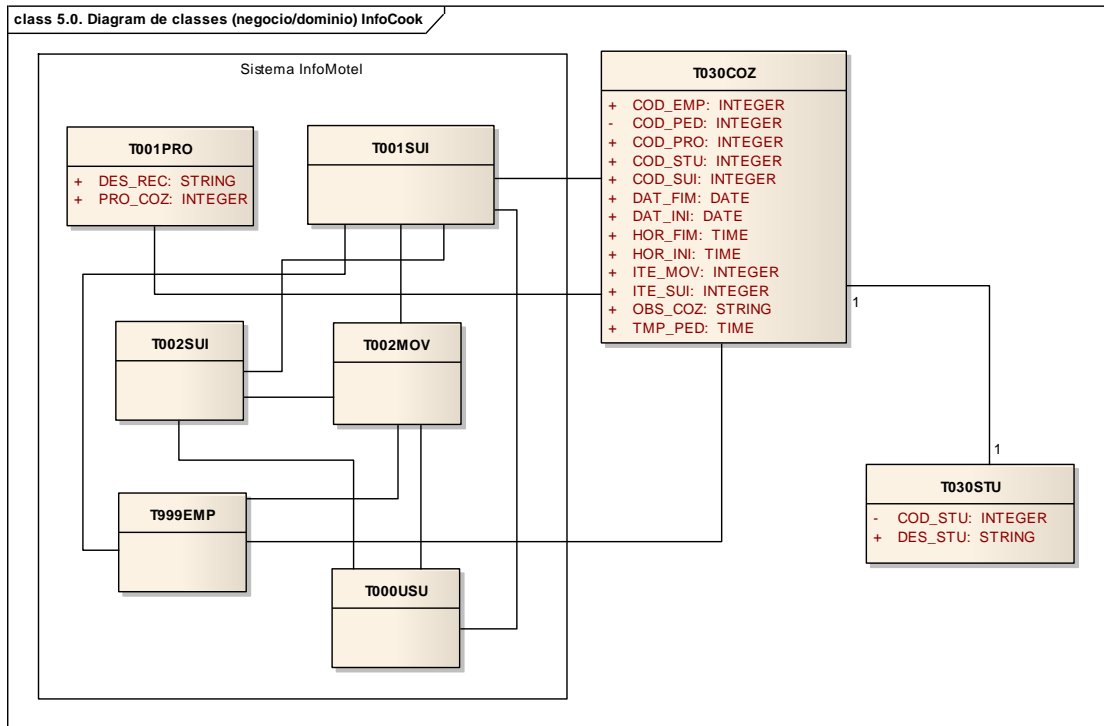 class 5.0. Diagram de classes (negocio/dominio) InfoCook
Sistema InfoMotel
T001PRO
+ DES_REC: STRING
+ PRO_COZ: INTEGER
T001SUI
T002SUI
T002MOV
T999EMP
T000USU
T030COZ
+ COD_EMP: INTEGER
- COD_PED: INTEGER
+ COD_PRO: INTEGER
+ COD_STU: INTEGER
+ COD_SUI: INTEGER
+ DAT_FIM: DATE
+ DAT_INI: DATE
+ HOR_FIM: TIME
+ HOR_INI: TIME
+ ITE_MOV: INTEGER
+ ITE_SUI: INTEGER
+ OBS_COZ: STRING
+ TMP_PED: TIME
1
1
T030STU
- COD_STU: INTEGER
+ DES_STU: STRING